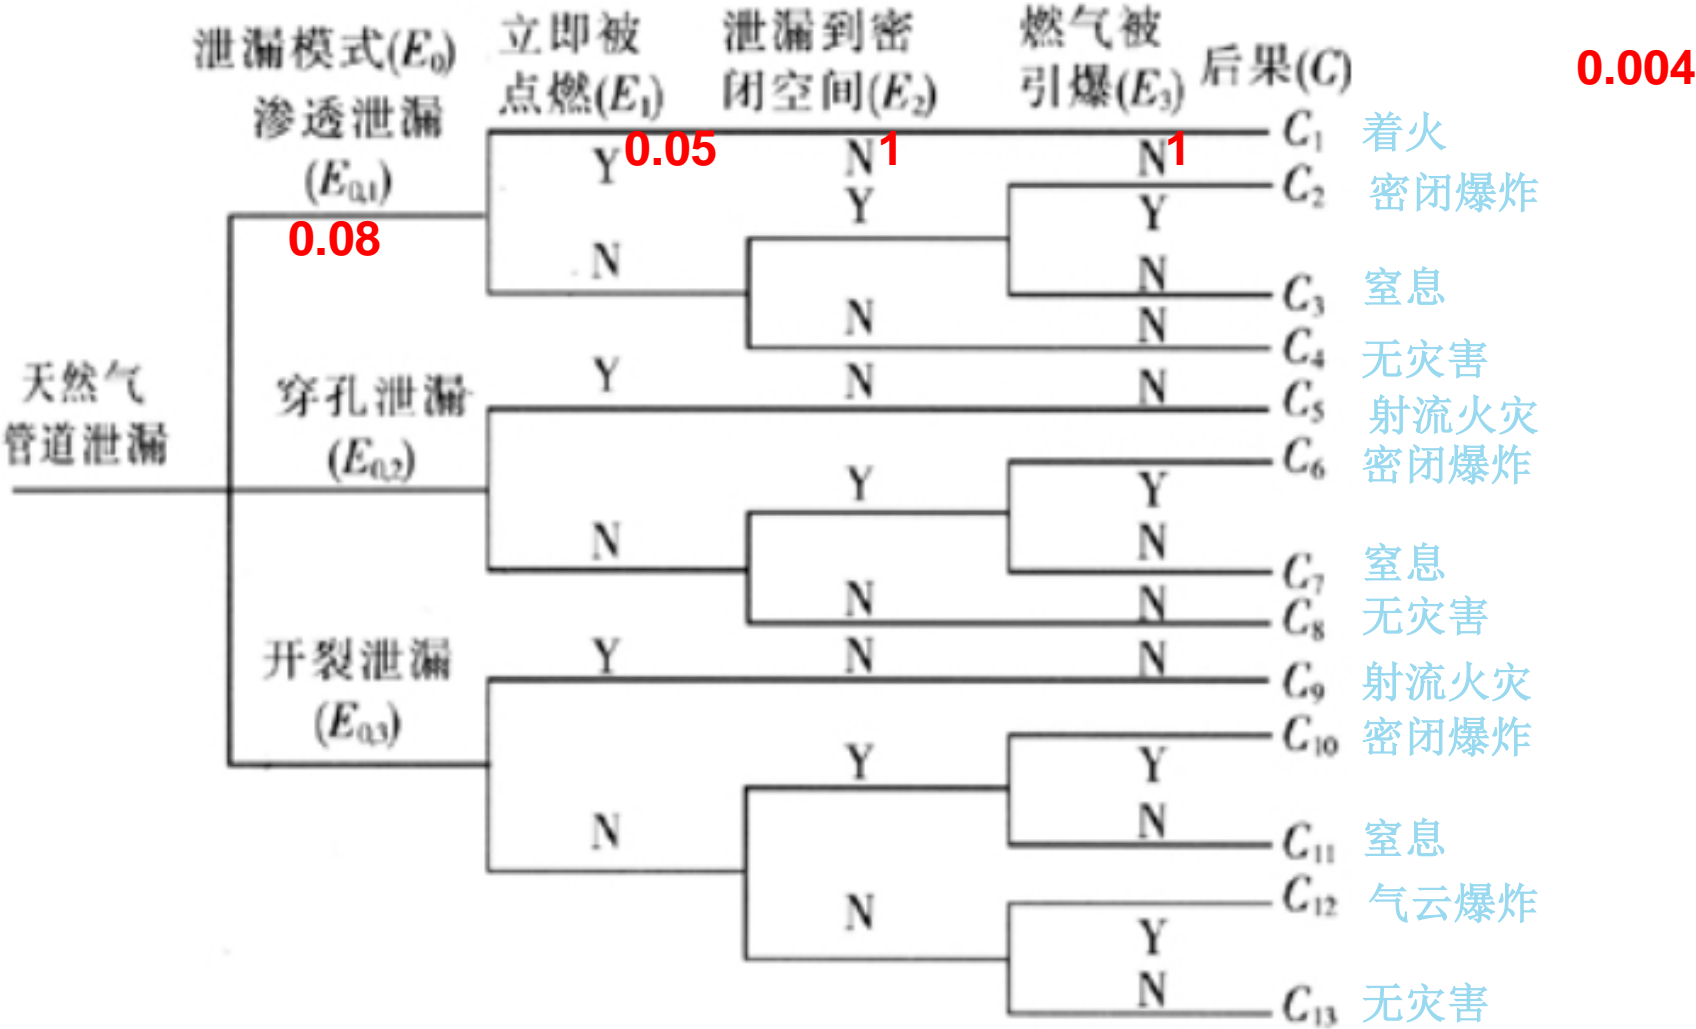 泄漏模式(E₀)
立即被
点燃(E₁)
泄漏到密
闭空间(E₂)
燃气被
引爆(E₃)
后果(C)
0.004
渗透泄漏
(E₀,₁)
0.08
Y 0.05
N 1
N 1
C₁ 着火
Y
Y
C₂ 密闭爆炸
N
N
C₃ 窒息
N
N
C₄ 无灾害
天然气
管道泄漏
穿孔泄漏
(E₀,₂)
Y
N
N
C₅ 射流火灾
Y
Y
C₆ 密闭爆炸
N
N
C₇ 窒息
N
N
C₈ 无灾害
开裂泄漏
(E₀,₃)
Y
N
N
C₉ 射流火灾
Y
Y
C₁₀ 密闭爆炸
N
N
C₁₁ 窒息
N
Y
C₁₂ 气云爆炸
N
C₁₃ 无灾害